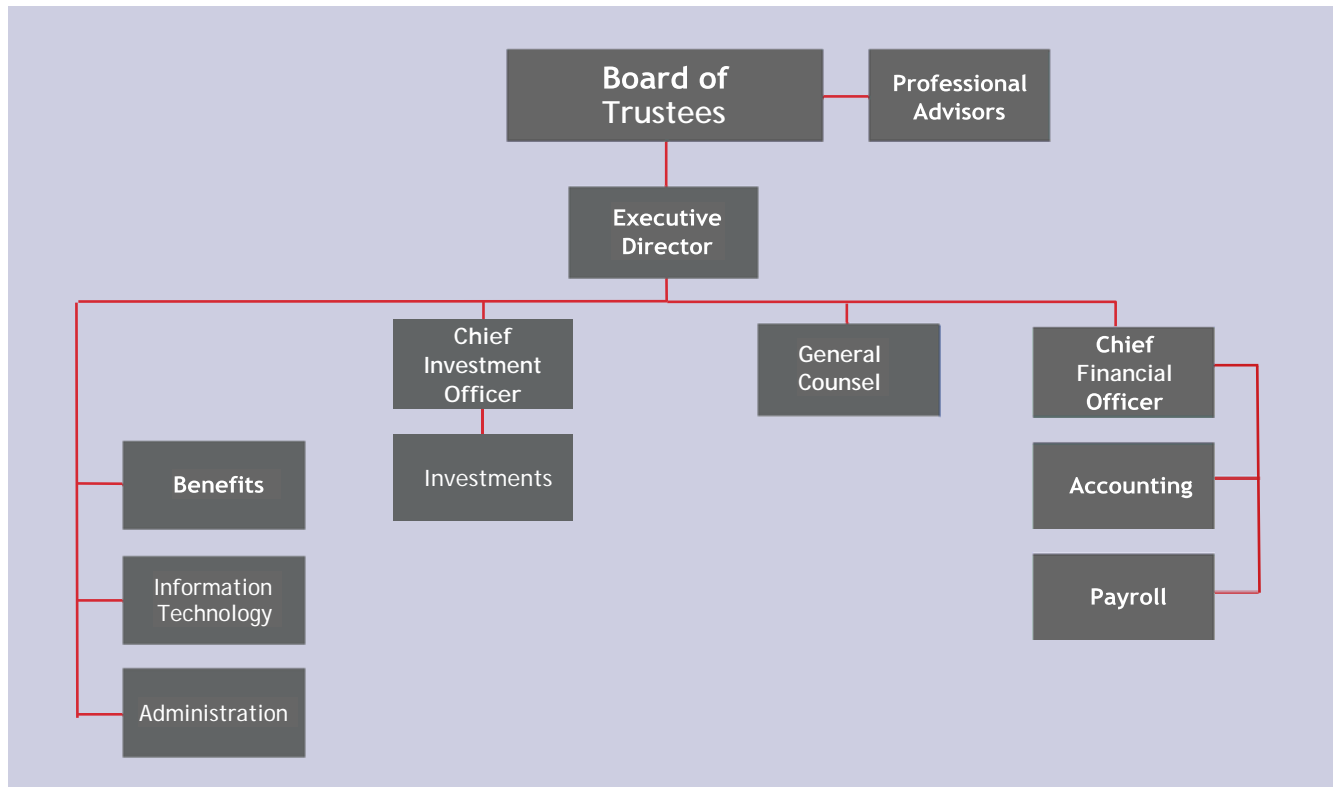 Board of
Trustees
Professional
Advisors
Executive
Director
Chief
Investment
Officer
General
Counsel
Chief
Financial
Officer
Benefits
Investments
Accounting
Information
Technology
Payroll
Administration